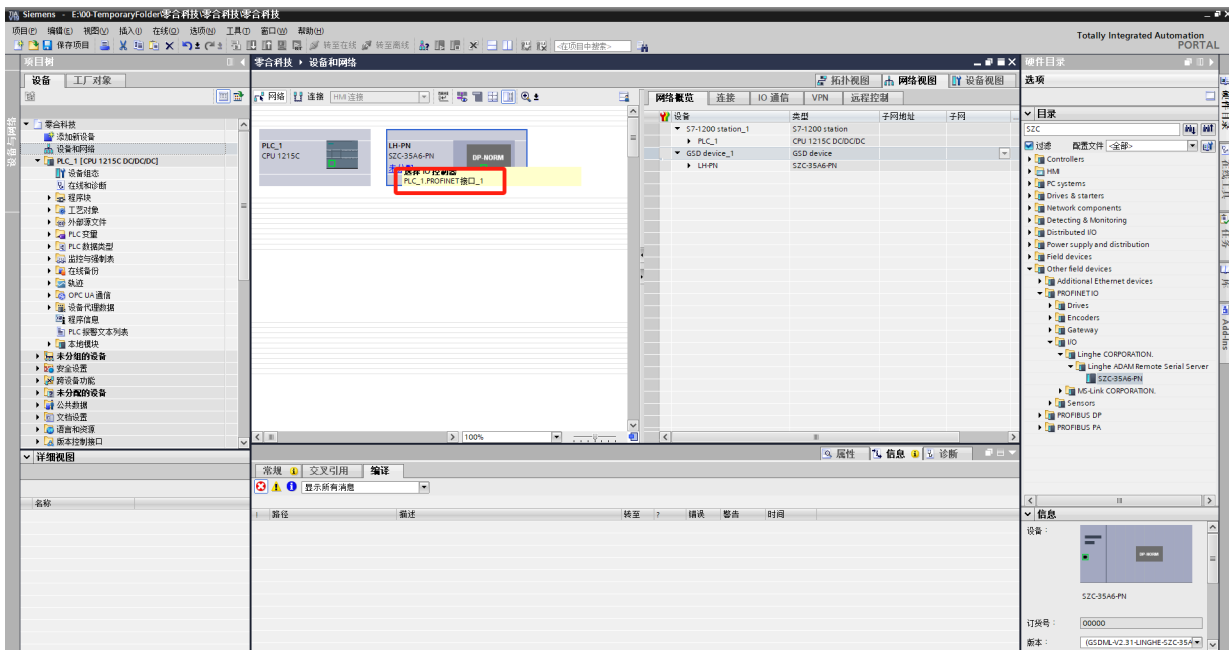 Siemens - E:\00-TemporaryFolder\零合科技\零合科技\零合科技
项目(P) 编辑(E) 视图(V) 插入(I) 在线(O) 选项(N) 工具(T) 窗口(W) 帮助(H)
Totally Integrated Automation
PORTAL
保存项目 转至在线 转至离线 <在项目中搜索>
项目树
设备 工厂对象
零合科技
添加新设备
设备和网络
PLC_1 [CPU 1215C DC/DC/DC]
设备组态
在线和诊断
程序块
工艺对象
外部源文件
PLC 变量
PLC 数据类型
监控与强制表
在线备份
轨迹
OPC UA 通信
设备代理数据
程序信息
PLC 报警文本列表
本地模块
未分组的设备
安全设置
跨设备功能
未分配的设备
公共数据
文档设置
语言和资源
版本控制接口
详细视图
名称
设备与网络
零合科技 ▸ 设备和网络
拓扑视图 网络视图 设备视图
网络 连接 HMI 连接
PLC_1
CPU 1215C
LH-PN
SZC-35A6-PN
DP-NORM
选择 IO 控制器
PLC_1.PROFINET接口_1
100%
网络概览 连接 IO 通信 VPN 远程控制
设备 类型 子网地址 子网
S7-1200 station_1 S7-1200 station
PLC_1 CPU 1215C DC/DC/DC
GSD device_1 GSD device
LH-PN SZC-35A6-PN
属性 信息 诊断
常规 交叉引用 编译
显示所有消息
! 路径 描述 转至 ? 错误 警告 时间
硬件目录
选项
目录
SZC
过滤 配置文件 <全部>
Controllers
HMI
PC systems
Drives & starters
Network components
Detecting & Monitoring
Distributed I/O
Power supply and distribution
Field devices
Other field devices
Additional Ethernet devices
PROFINET IO
Drives
Encoders
Gateway
I/O
Linghe CORPORATION.
Linghe ADAM Remote Serial Server
SZC-35A6-PN
MS-Link CORPORATION.
Sensors
PROFIBUS DP
PROFIBUS PA
信息
设备：
DP-NORM
SZC-35A6-PN
订货号： 00000
版本： (GSDML-V2.31-LINGHE-SZC-35A
硬件目录
任务
Add-Ins